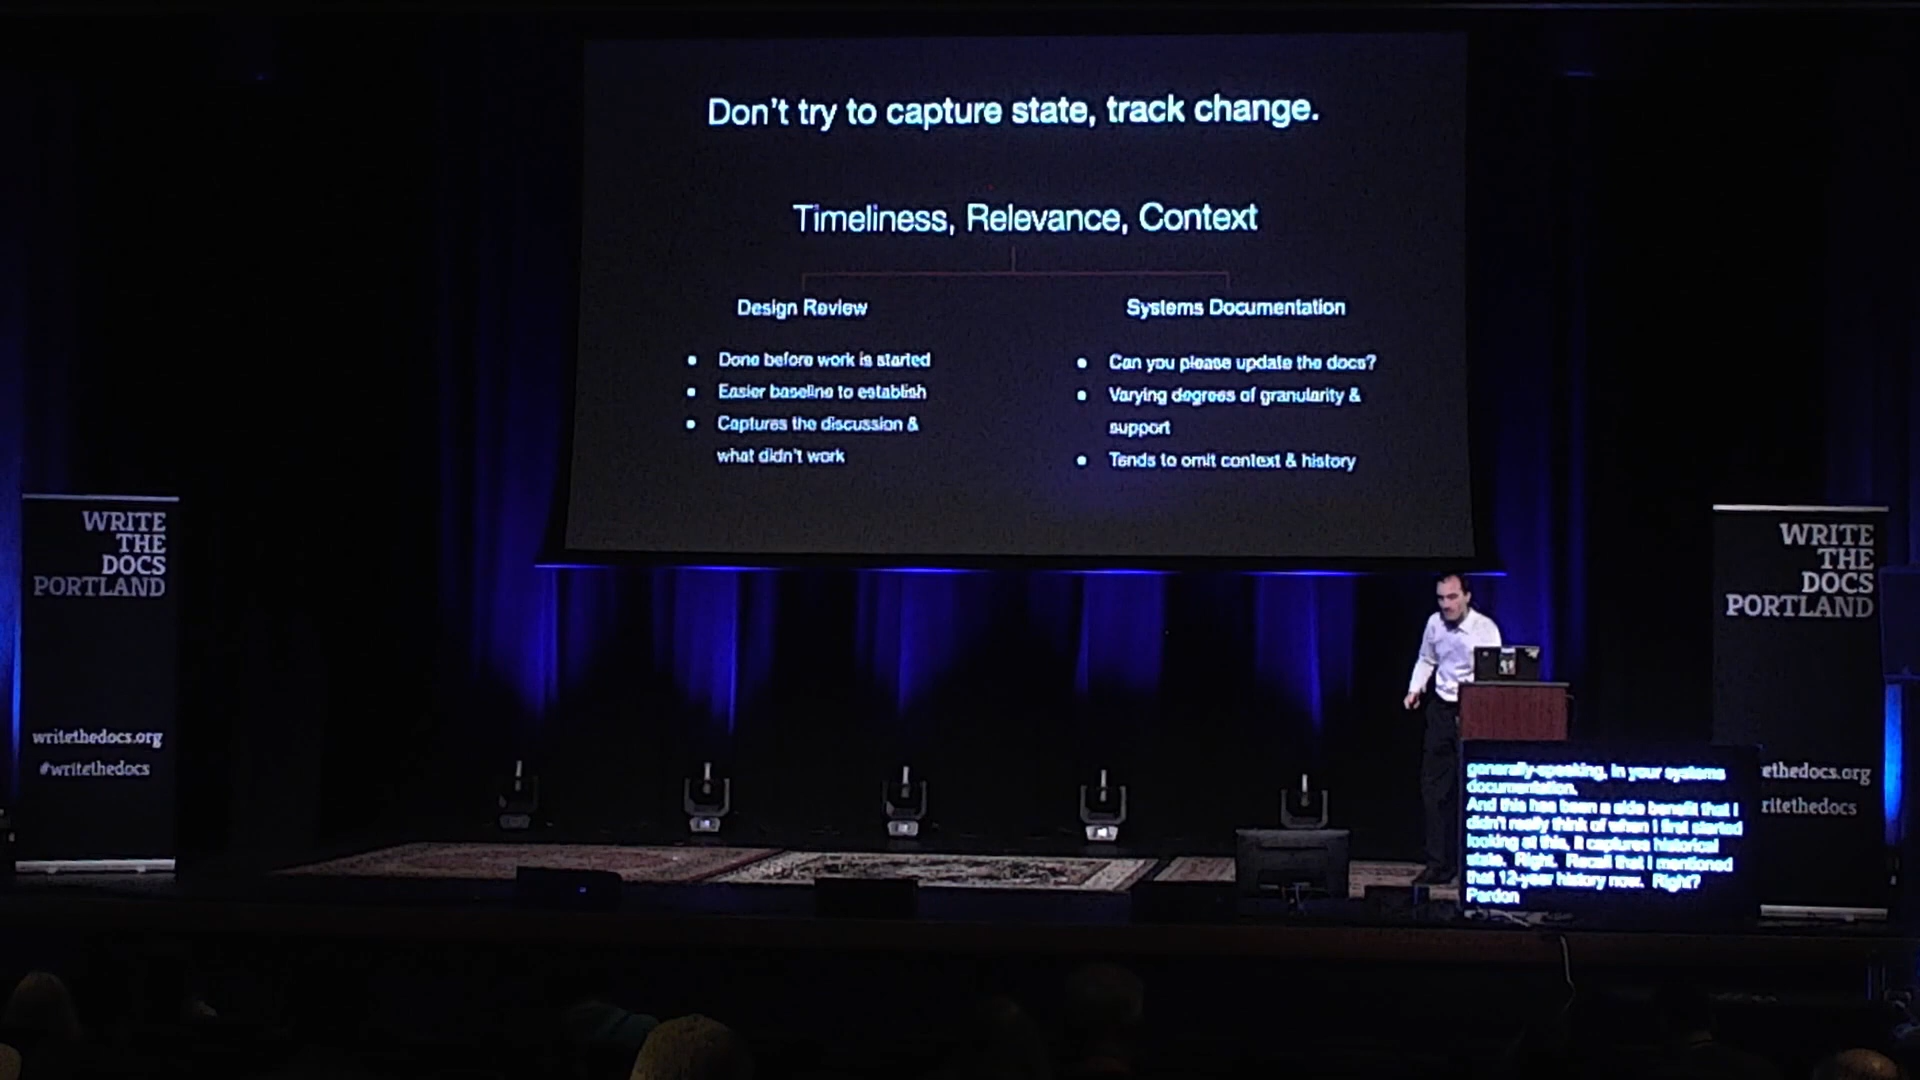 Don't try to capture state, track change.
Timeliness, Relevance, Context
Design Review
● Done before work is started
● Easier baseline to establish
● Captures the discussion &
what didn't work
Systems Documentation
● Can you please update the docs?
● Varying degrees of granularity &
support
● Tends to omit context & history
WRITE
THE
DOCS
PORTLAND
writethedocs.org
#writethedocs
WRITE
THE
DOCS
PORTLAND
ethedocs.org
ritethedocs
generally-speaking, in your systems
documentation.
And this has been a side benefit that I
didn't really think of when I first started
looking at this, it captures historical
state. Right. Recall that I mentioned
that 12-year history now. Right?
Pardon